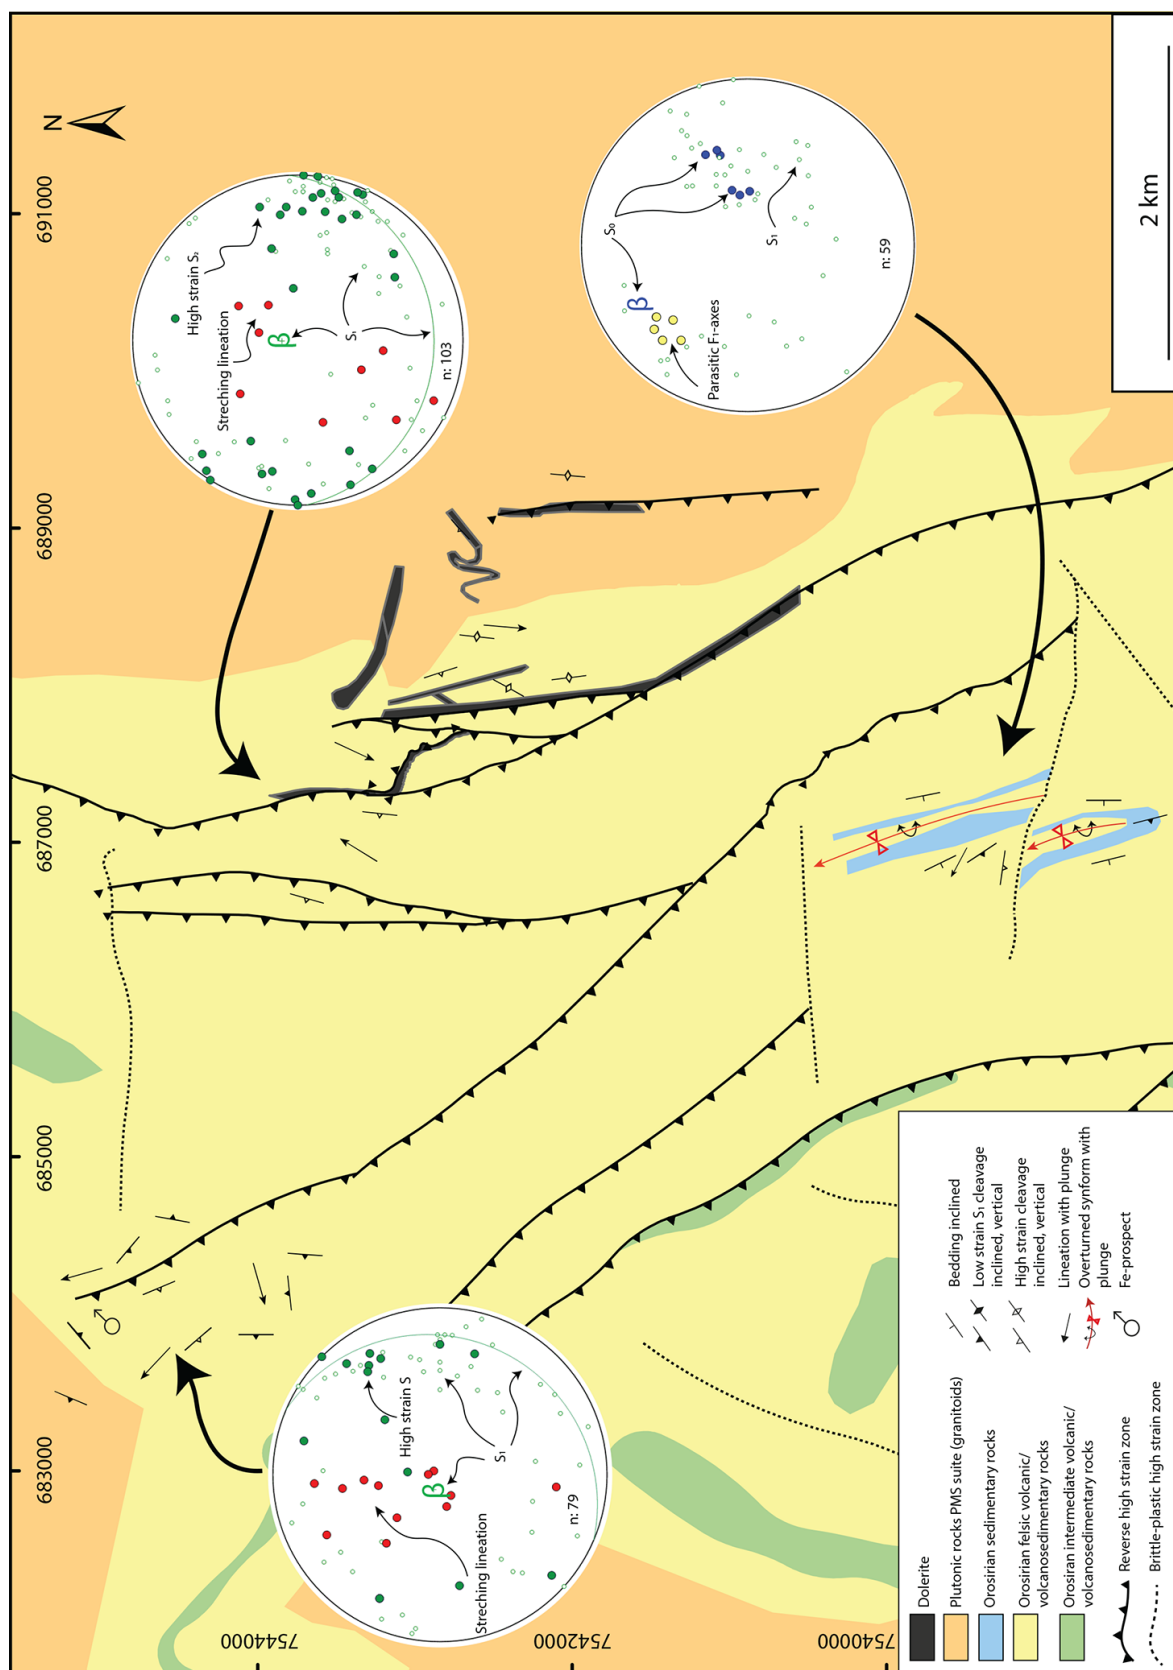 N
691000
689000
687000
685000
683000
7544000
7542000
7540000
2 km
High strain S₁
Streching lineation
β
S₁
n: 103
S₀
β
Parasitic F₁-axes
S₁
n: 59
High strain S
S₁
β
Streching lineation
n: 79
Dolerite
Plutonic rocks PMS suite (granitoids)
Orosirian sedimentary rocks
Orosirian felsic volcanic/
volcanosedimentary rocks
Orosiran intermediate volcanic/
volcanosedimentary rocks
Reverse high strain zone
Brittle-plastic high strain zone
Bedding inclined
Low strain S₁ cleavage
inclined, vertical
High strain cleavage
inclined, vertical
Lineation with plunge
Overturned synform with
plunge
Fe-prospect